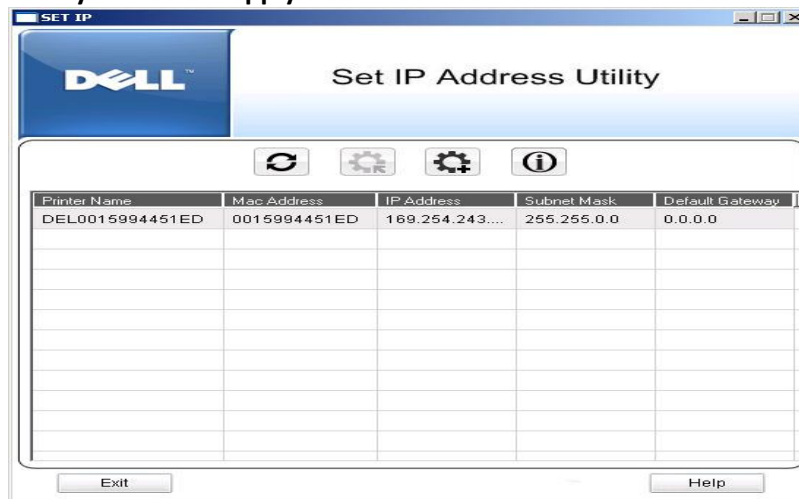 SET IP
DELL™
Set IP Address Utility
Printer Name Mac Address IP Address Subnet Mask Default Gateway
DEL0015994451ED 0015994451ED 169.254.243.... 255.255.0.0 0.0.0.0
Exit Help